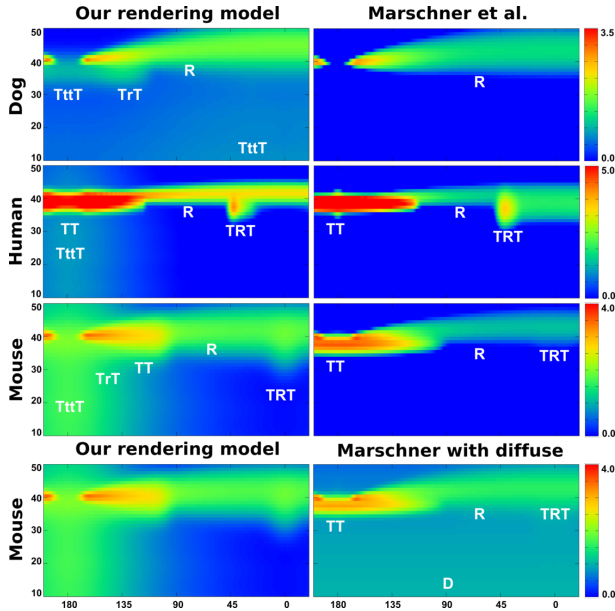 Our rendering model
Marschner et al.
Dog
50
40
30
20
10
R
TttT
TrT
TttT
R
3.5
0.0
Human
50
40
30
20
10
TT
R
TRT
TttT
TT
R
TRT
5.0
0.0
Mouse
50
40
30
20
10
R
TT
TrT
TRT
TttT
TT
R
TRT
4.0
0.0
Our rendering model
Marschner with diffuse
Mouse
50
40
30
20
10
180
135
90
45
0
TT
R
TRT
D
180
135
90
45
0
4.0
0.0